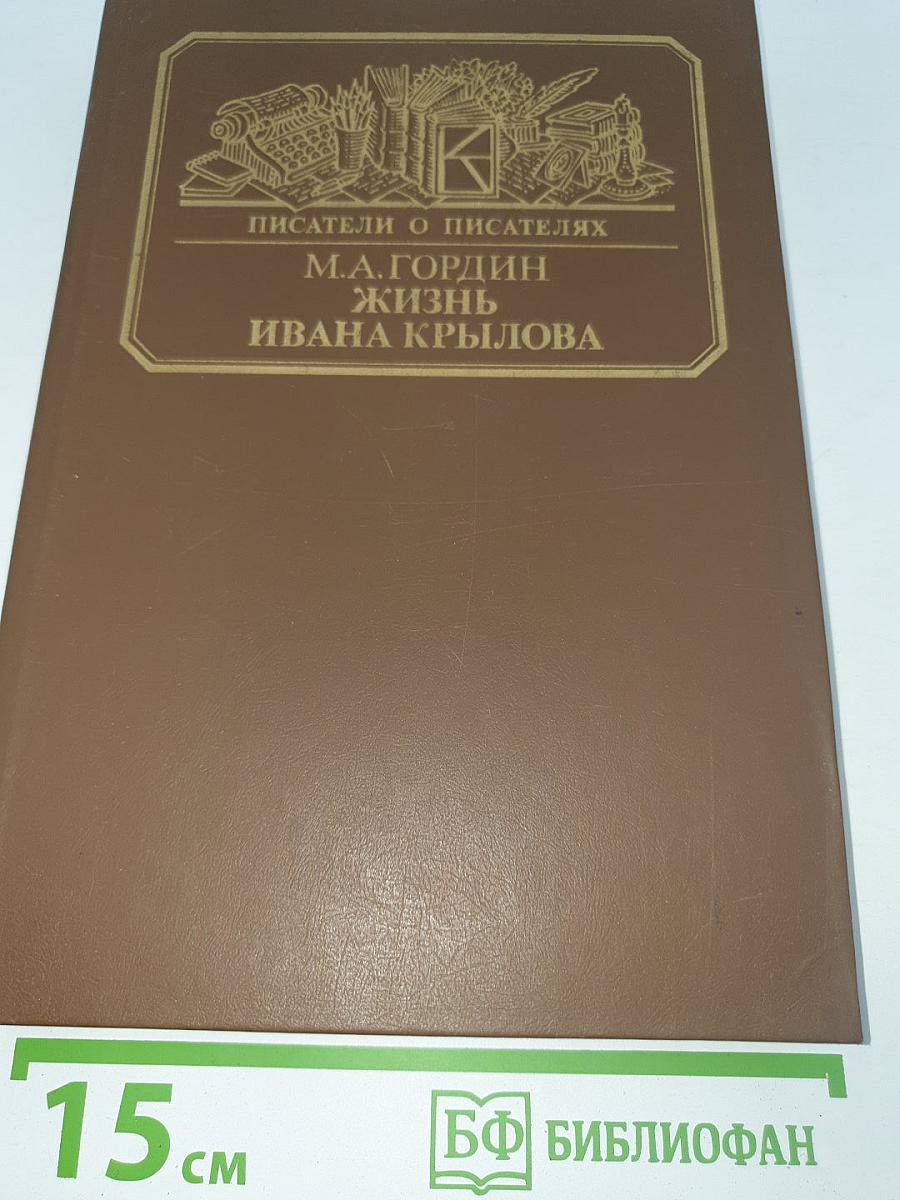 ПИСАТЕЛИ О ПИСАТЕЛЯХ
М.А.ГОРДИН
ЖИЗНЬ
ИВАНА КРЫЛОВА
15 см
БФ БИБЛИОФАН